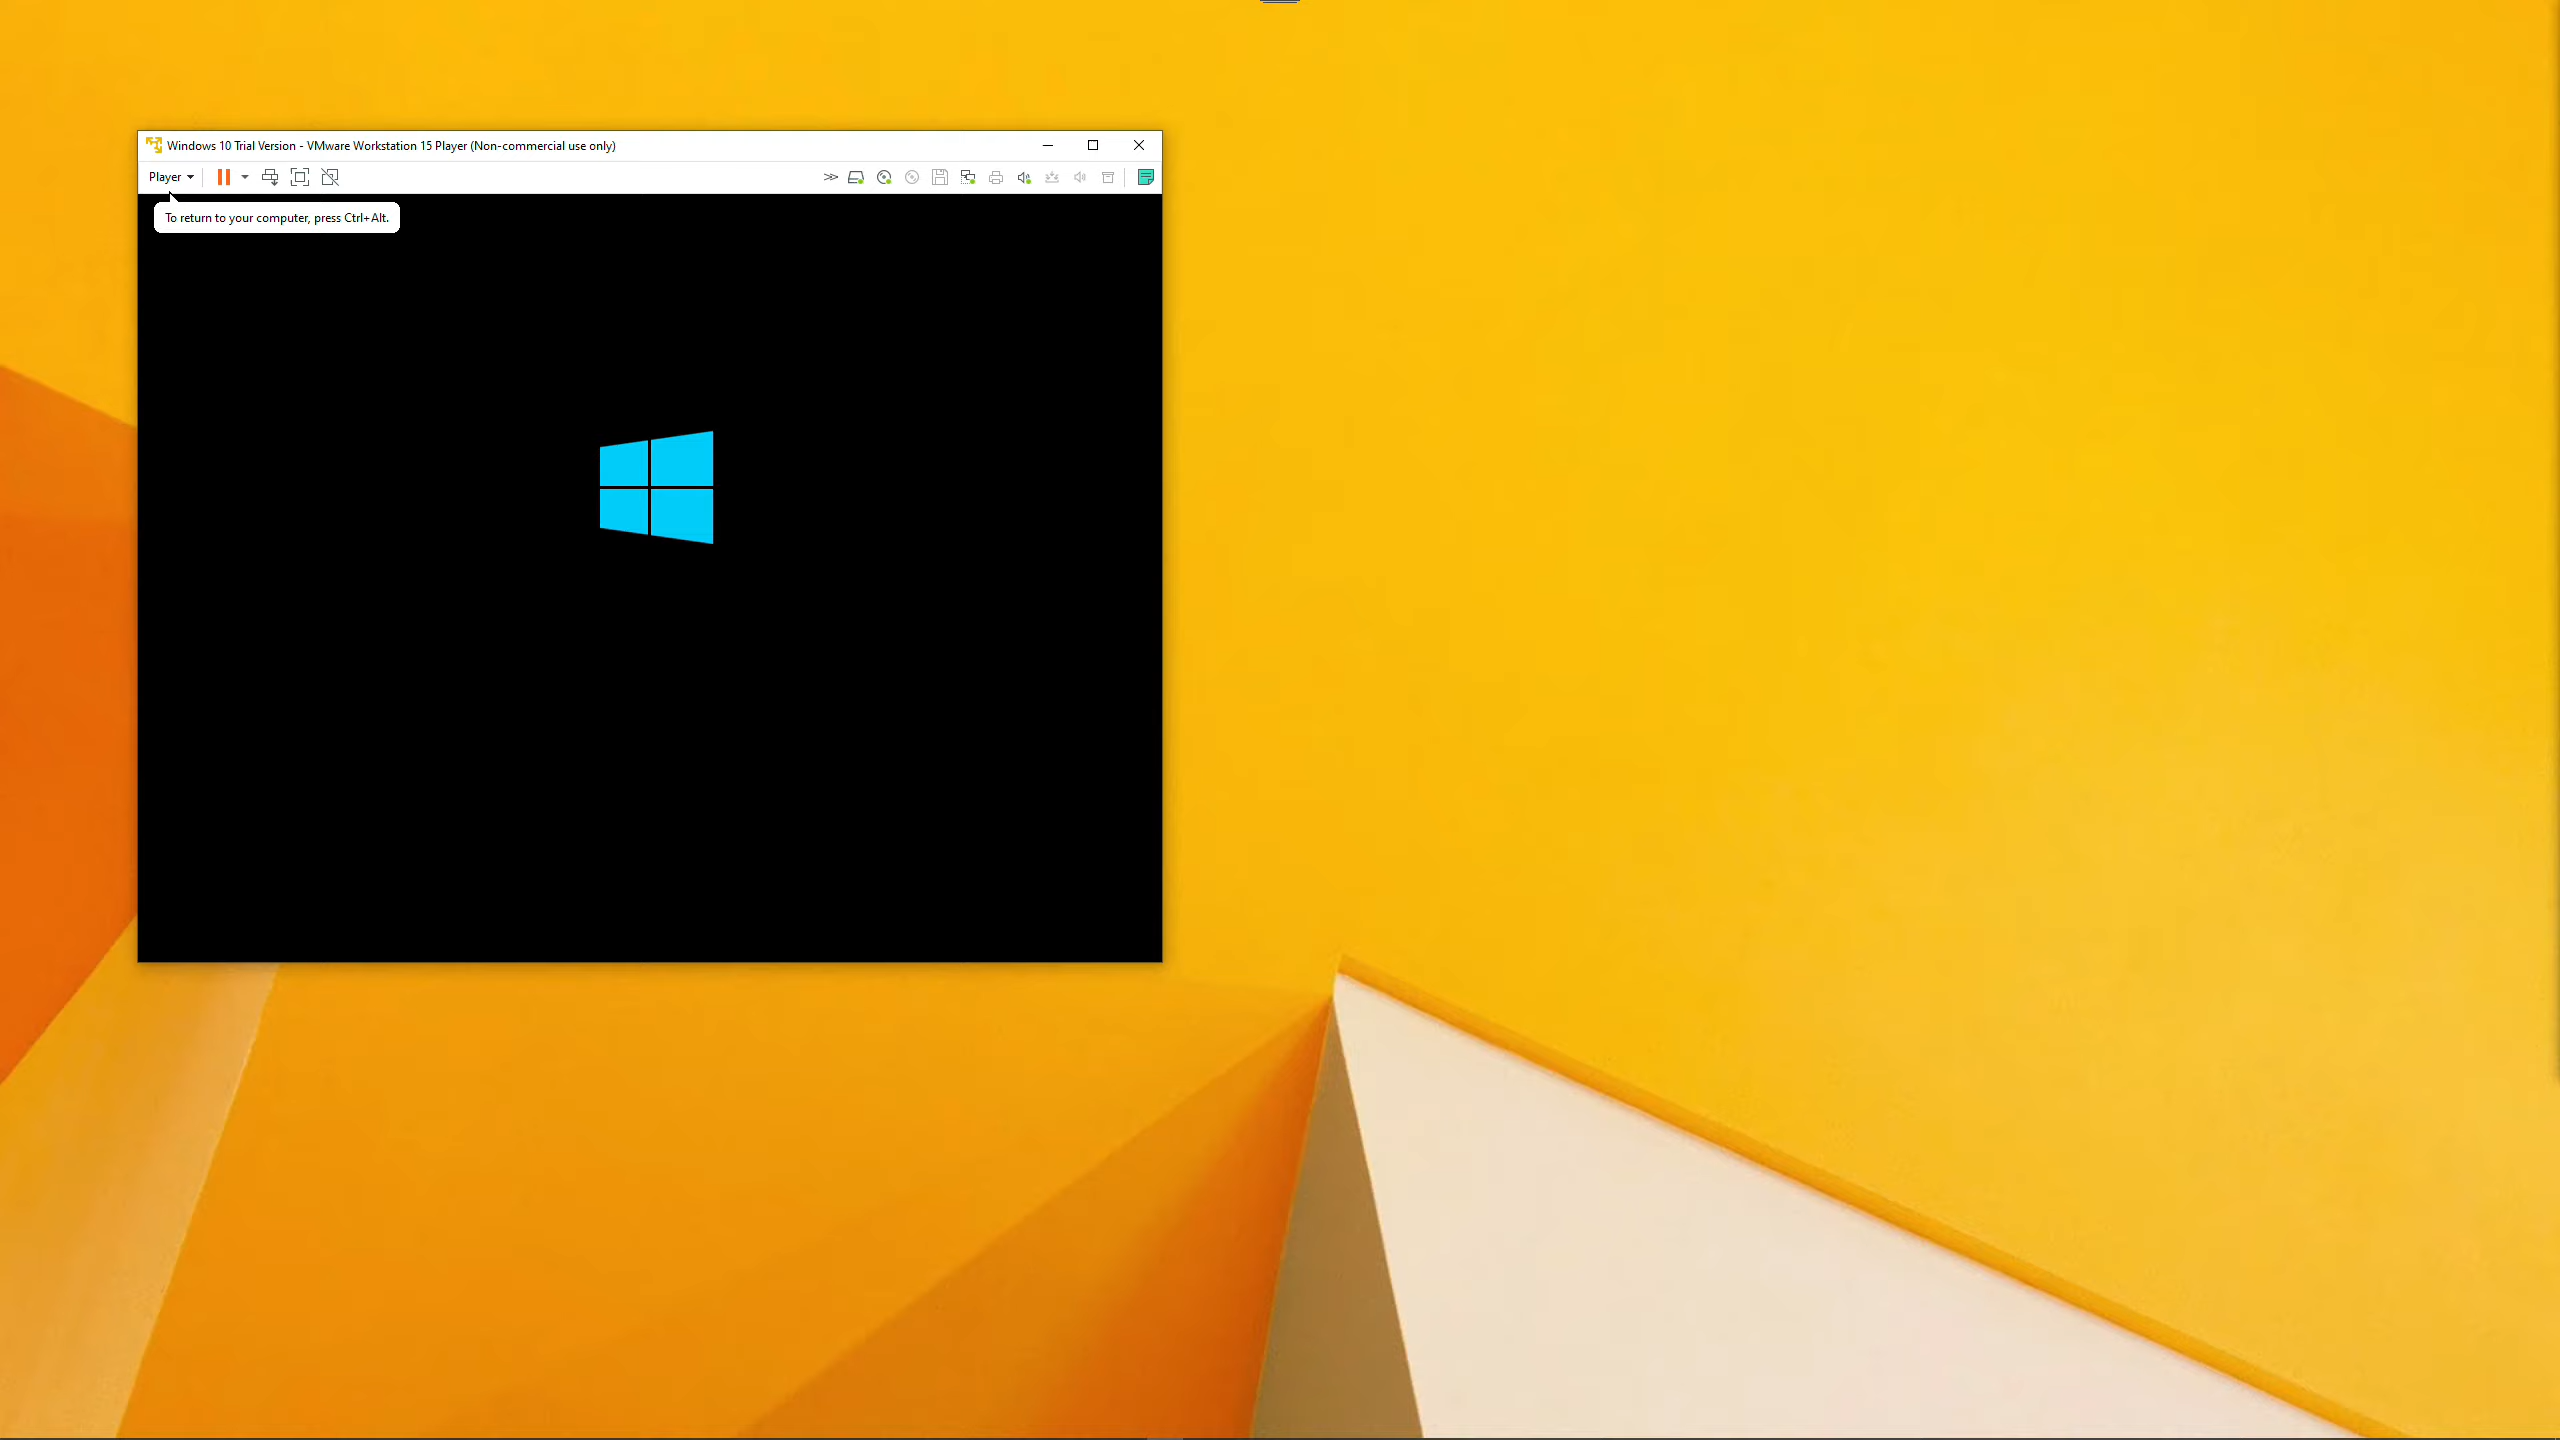 Windows 10 Trial Version - VMware Workstation 15 Player (Non-commercial use only)
Player
To return to your computer, press Ctrl+Alt.